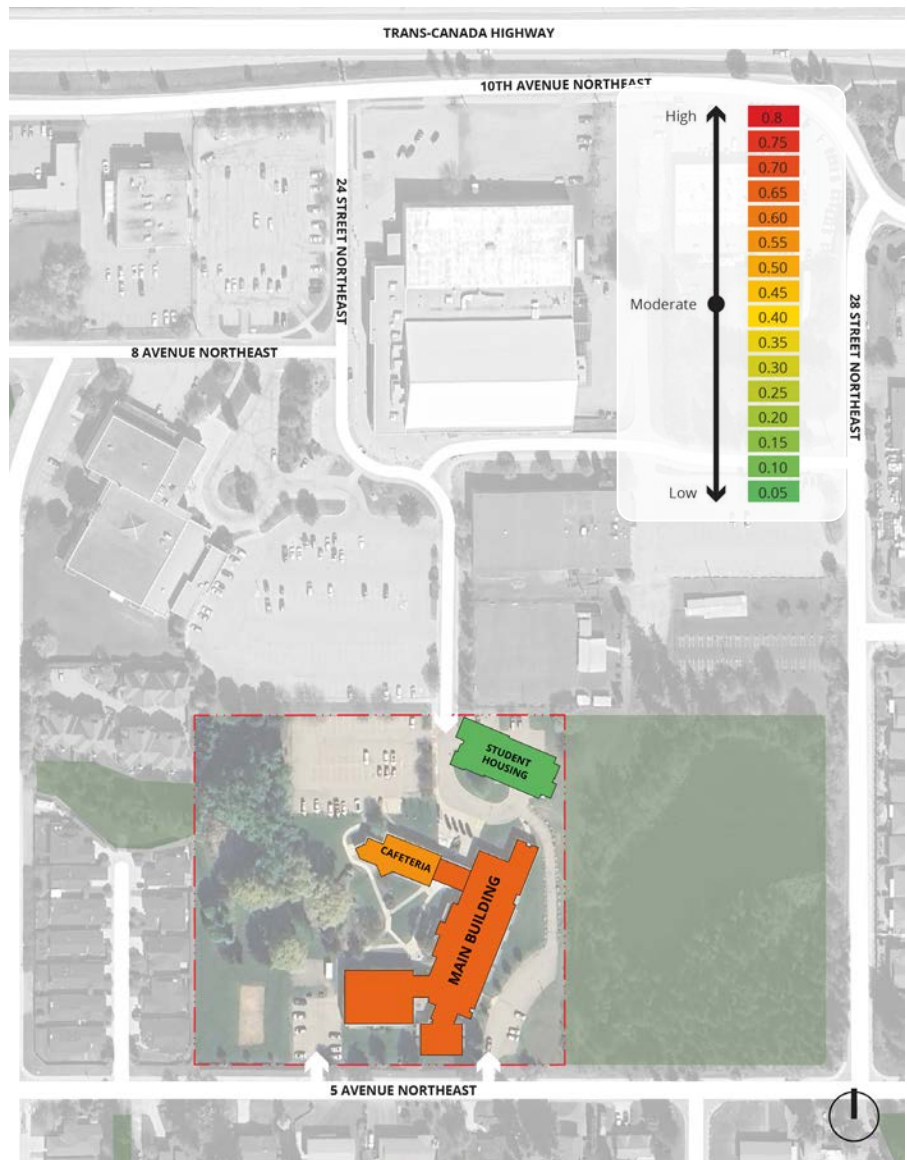 TRANS-CANADA HIGHWAY
10TH AVENUE NORTHEAST
High
0.8
0.75
0.70
0.65
0.60
0.55
0.50
Moderate
0.45
0.40
0.35
0.30
0.25
0.20
0.15
0.10
Low
0.05
24 STREET NORTHEAST
28 STREET NORTHEAST
8 AVENUE NORTHEAST
STUDENT
HOUSING
CAFETERIA
MAIN BUILDING
5 AVENUE NORTHEAST